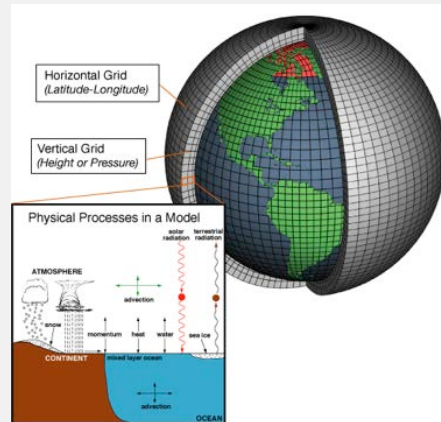 Horizontal Grid
(Latitude-Longitude)
Vertical Grid
(Height or Pressure)
Physical Processes in a Model
solar
radiation
terrestrial
radiation
ATMOSPHERE
advection
snow
momentum
heat
water
sea ice
CONTINENT
mixed layer ocean
advection
OCEAN